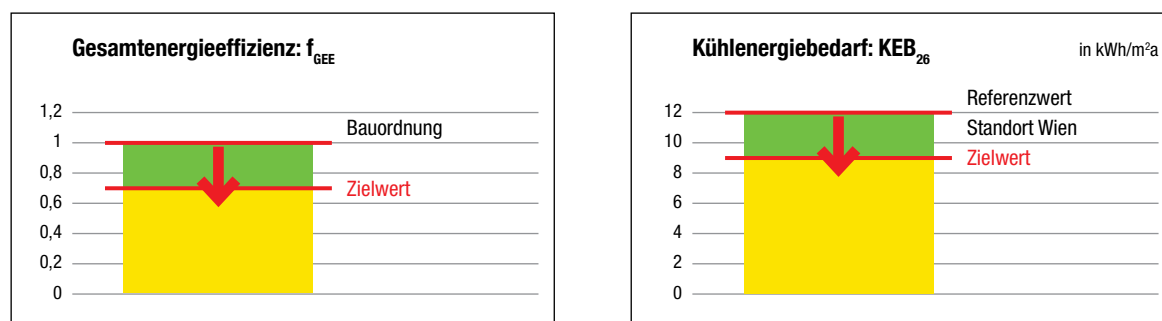 Gesamtenergieeffizienz: fGEE
1,2
1
Bauordnung
0,8
Zielwert
0,6
0,4
0,2
0
Kühlenergiebedarf: KEB26 in kWh/m²a
Referenzwert
12
Standort Wien
10
Zielwert
8
6
4
2
0